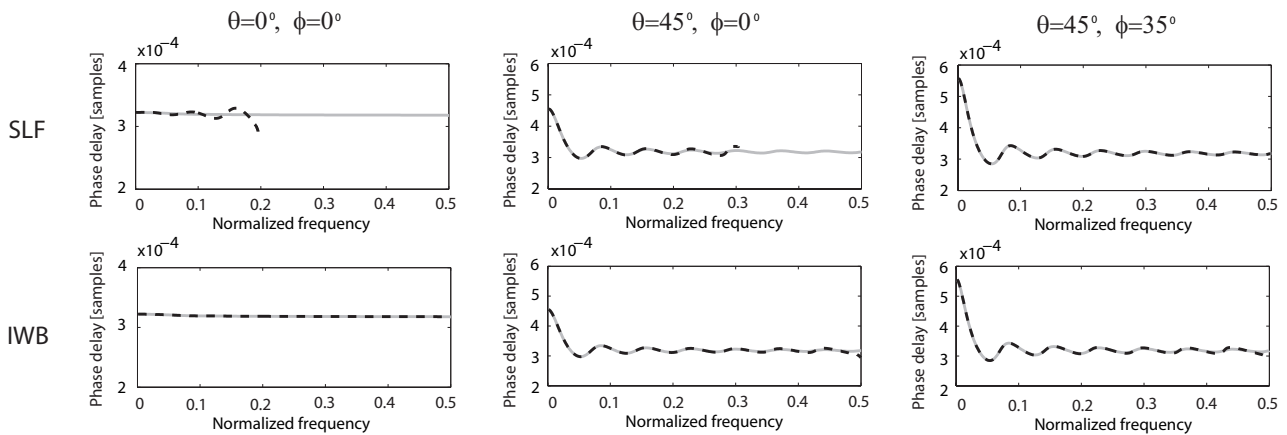 θ=0°, φ=0°
θ=45°, φ=0°
θ=45°, φ=35°
SLF
x10⁻⁴
Phase delay [samples]
4
3
2
0 0.1 0.2 0.3 0.4 0.5
Normalized frequency
x10⁻⁴
Phase delay [samples]
6
5
4
3
2
0 0.1 0.2 0.3 0.4 0.5
Normalized frequency
x10⁻⁴
Phase delay [samples]
6
5
4
3
2
0 0.1 0.2 0.3 0.4 0.5
Normalized frequency
IWB
x10⁻⁴
Phase delay [samples]
4
3
2
0 0.1 0.2 0.3 0.4 0.5
Normalized frequency
x10⁻⁴
Phase delay [samples]
6
5
4
3
2
0 0.1 0.2 0.3 0.4 0.5
Normalized frequency
x10⁻⁴
Phase delay [samples]
6
5
4
3
2
0 0.1 0.2 0.3 0.4 0.5
Normalized frequency